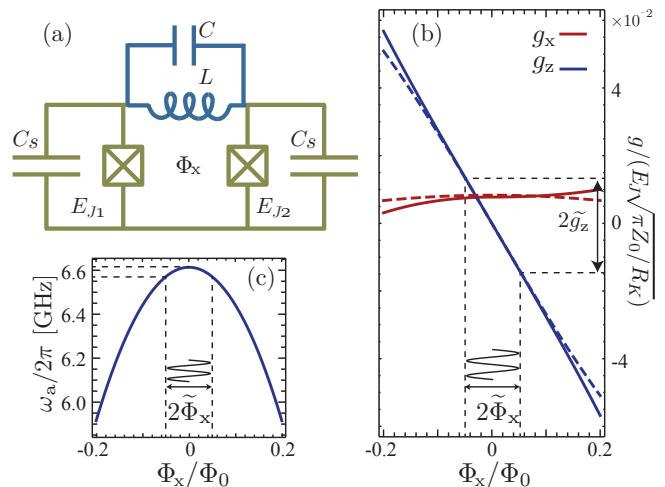 (a)
C
L
C_s
C_s
Φ_x
E_J1
E_J2
(b)
g_x
g_z
×10^-2
4
0
-4
g/(E_J√πZ_0/R_K)
2g̃_z
2Φ̃_x
-0.2
0
0.2
Φ_x/Φ_0
(c)
6.6
6.4
6.2
6.0
ω_a/2π [GHz]
2Φ̃_x
-0.2
0
0.2
Φ_x/Φ_0